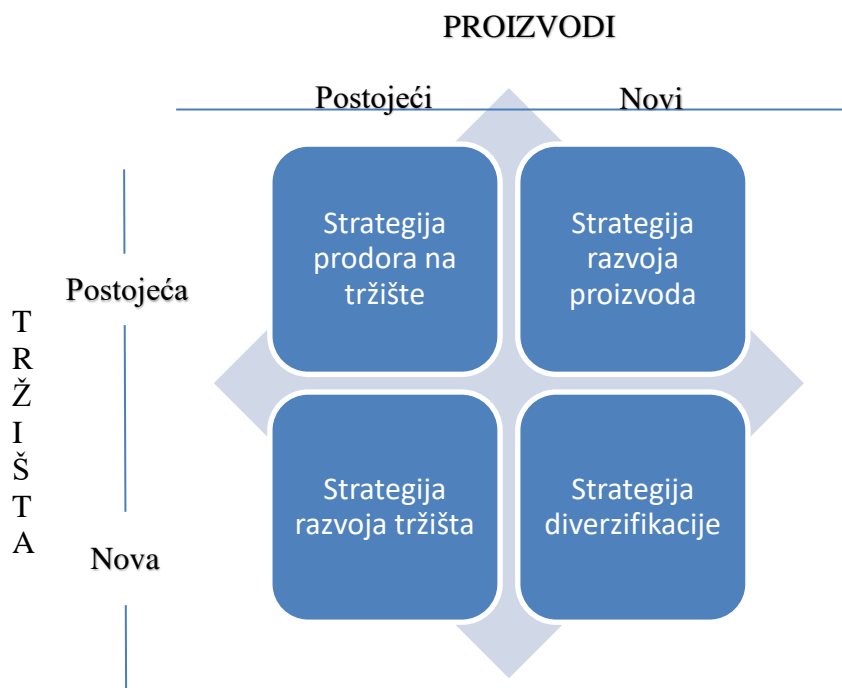 PROIZVODI
Postojeći
Novi
T
R
Ž
I
Š
T
A
Postojeća
Nova
Strategija
prodora na
tržište
Strategija
razvoja
proizvoda
Strategija
razvoja tržišta
Strategija
diverzifikacije